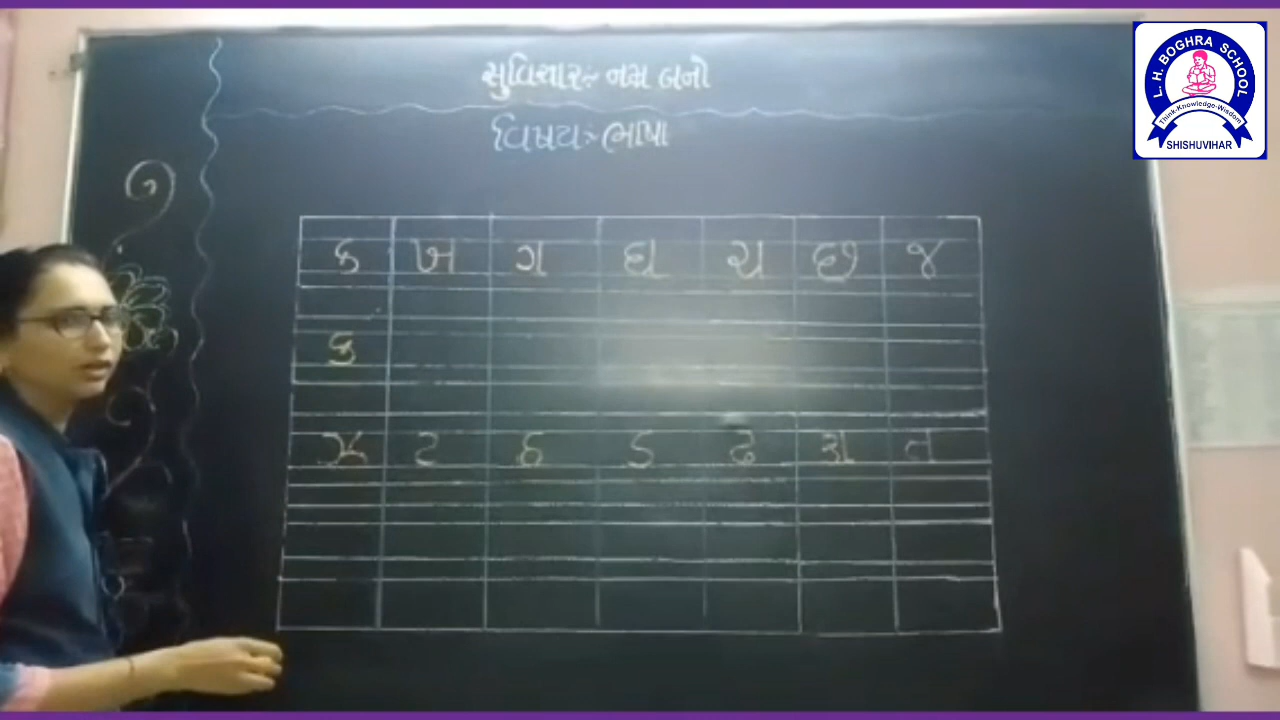 સુવિચાર:- નમ્ર બનો
વિષય:- ભાષા
ક ખ ગ ઘ ચ છ જ
ક
ઝ ટ ઠ ડ ઢ ણ ત
L. H. BOGHRA SCHOOL
Think-Knowledge-Wisdom
SHISHUVIHAR